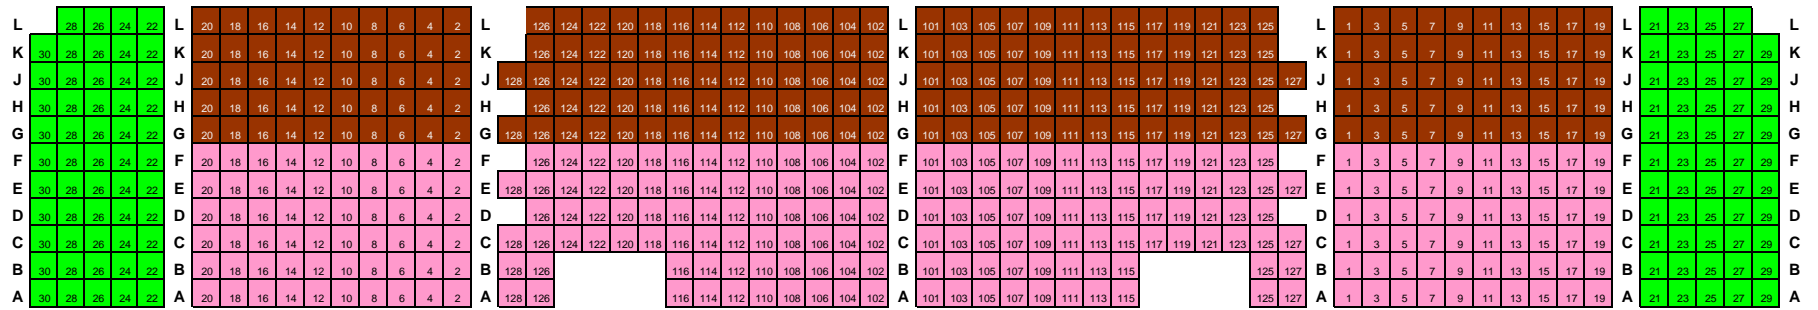 L 28 26 24 22 L 20 18 16 14 12 10 8 6 4 2 L 126 124 122 120 118 116 114 112 110 108 106 104 102 101 103 105 107 109 111 113 115 117 119 121 123 125 L 1 3 5 7 9 11 13 15 17 19 L 21 23 25 27 L
K 30 28 26 24 22 K 20 18 16 14 12 10 8 6 4 2 K 126 124 122 120 118 116 114 112 110 108 106 104 102 K 101 103 105 107 109 111 113 115 117 119 121 123 125 K 1 3 5 7 9 11 13 15 17 19 K 21 23 25 27 29 K
J 30 28 26 24 22 J 20 18 16 14 12 10 8 6 4 2 J 128 126 124 122 120 118 116 114 112 110 108 106 104 102 J 101 103 105 107 109 111 113 115 117 119 121 123 125 127 J 1 3 5 7 9 11 13 15 17 19 J 21 23 25 27 29 J
H 30 28 26 24 22 H 20 18 16 14 12 10 8 6 4 2 H 126 124 122 120 118 116 114 112 110 108 106 104 102 H 101 103 105 107 109 111 113 115 117 119 121 123 125 H 1 3 5 7 9 11 13 15 17 19 H 21 23 25 27 29 H
G 30 28 26 24 22 G 20 18 16 14 12 10 8 6 4 2 G 128 126 124 122 120 118 116 114 112 110 108 106 104 102 G 101 103 105 107 109 111 113 115 117 119 121 123 125 127 G 1 3 5 7 9 11 13 15 17 19 G 21 23 25 27 29 G
F 30 28 26 24 22 F 20 18 16 14 12 10 8 6 4 2 F 126 124 122 120 118 116 114 112 110 108 106 104 102 F 101 103 105 107 109 111 113 115 117 119 121 123 125 F 1 3 5 7 9 11 13 15 17 19 F 21 23 25 27 29 F
E 30 28 26 24 22 E 20 18 16 14 12 10 8 6 4 2 E 128 126 124 122 120 118 116 114 112 110 108 106 104 102 E 101 103 105 107 109 111 113 115 117 119 121 123 125 127 E 1 3 5 7 9 11 13 15 17 19 E 21 23 25 27 29 E
D 30 28 26 24 22 D 20 18 16 14 12 10 8 6 4 2 D 126 124 122 120 118 116 114 112 110 108 106 104 102 D 101 103 105 107 109 111 113 115 117 119 121 123 125 D 1 3 5 7 9 11 13 15 17 19 D 21 23 25 27 29 D
C 30 28 26 24 22 C 20 18 16 14 12 10 8 6 4 2 C 128 126 124 122 120 118 116 114 112 110 108 106 104 102 C 101 103 105 107 109 111 113 115 117 119 121 123 125 127 C 1 3 5 7 9 11 13 15 17 19 C 21 23 25 27 29 C
B 30 28 26 24 22 B 20 18 16 14 12 10 8 6 4 2 B 128 126 116 114 112 110 108 106 104 102 B 101 103 105 107 109 111 113 115 125 127 B 1 3 5 7 9 11 13 15 17 19 B 21 23 25 27 29 B
A 30 28 26 24 22 A 20 18 16 14 12 10 8 6 4 2 A 128 126 116 114 112 110 108 106 104 102 A 101 103 105 107 109 111 113 115 125 127 A 1 3 5 7 9 11 13 15 17 19 A 21 23 25 27 29 A